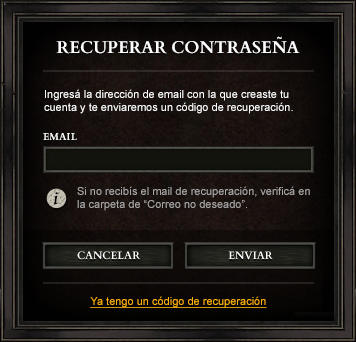 RECUPERAR CONTRASEÑA
Ingresá la dirección de email con la que creaste tu
cuenta y te enviaremos un código de recuperación.
EMAIL
Si no recibís el mail de recuperación, verificá en
la carpeta de “Correo no deseado”.
CANCELAR
ENVIAR
Ya tengo un código de recuperación